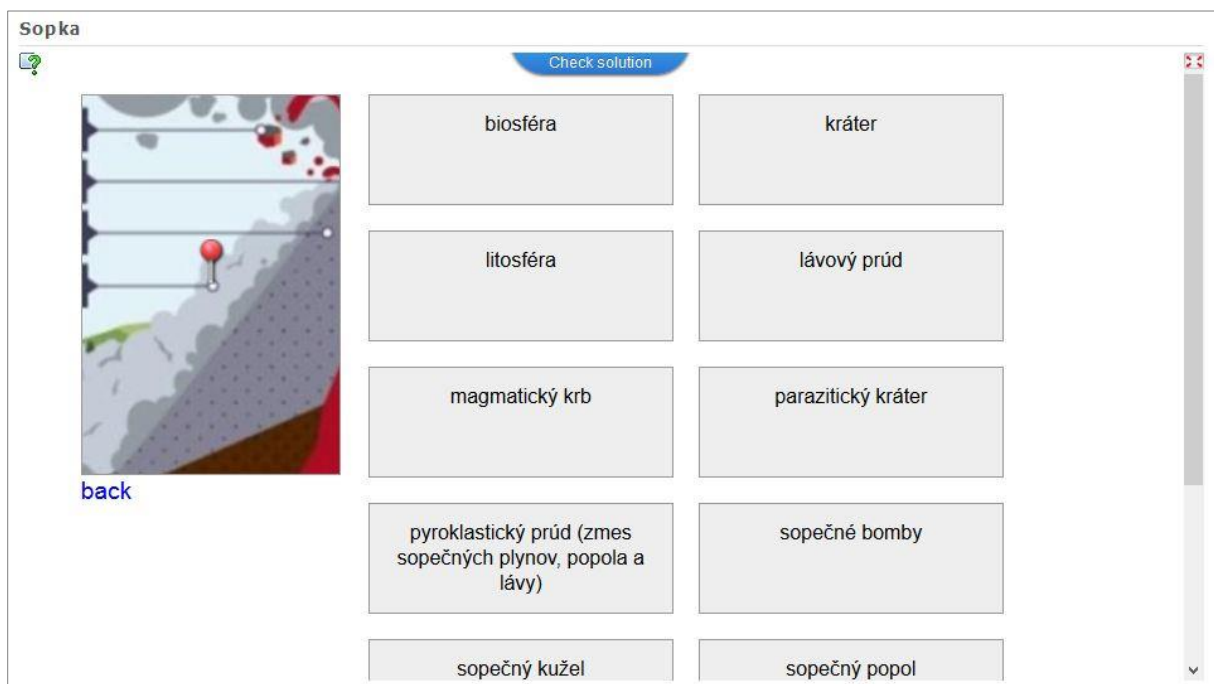 Sopka
Check solution
biosféra
kráter
litosféra
lávový prúd
magmatický krb
parazitický kráter
back
pyroklastický prúd (zmes
sopečných plynov, popola a
lávy)
sopečné bomby
sopečný kužel
sopečný popol